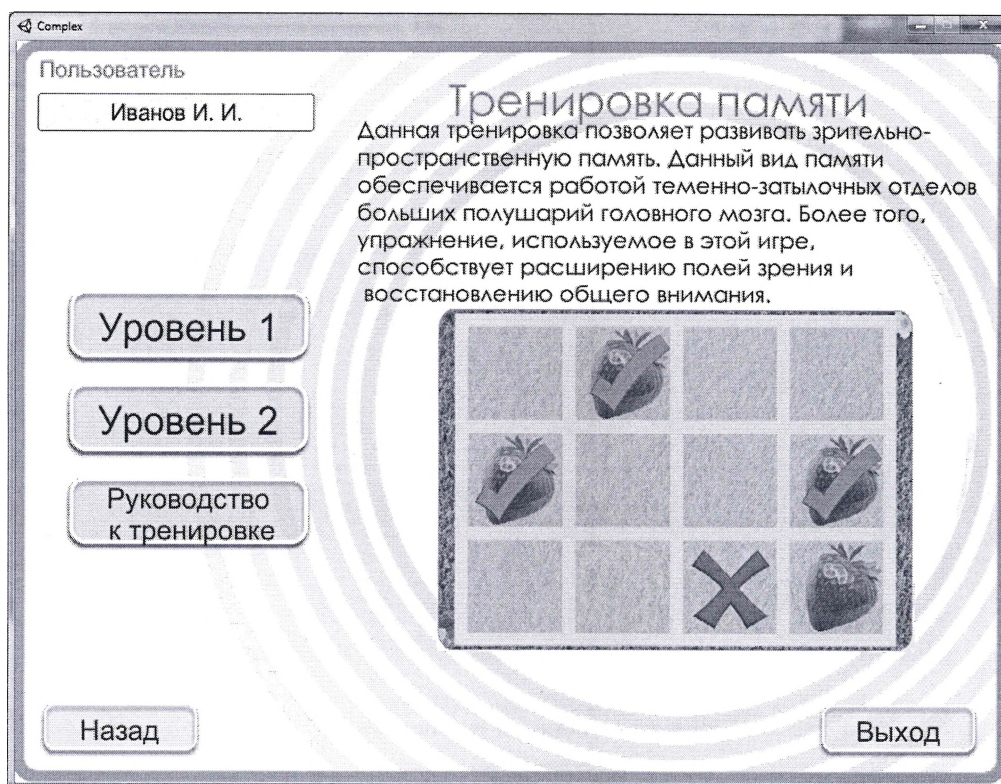 Complex
Пользователь
Иванов И. И.
Тренировка памяти
Данная тренировка позволяет развивать зрительно-
пространственную память. Данный вид памяти
обеспечивается работой теменно-затылочных отделов
больших полушарий головного мозга. Более того,
упражнение, используемое в этой игре,
способствует расширению полей зрения и
восстановлению общего внимания.
Уровень 1
Уровень 2
Руководство
к тренировке
Назад
Выход